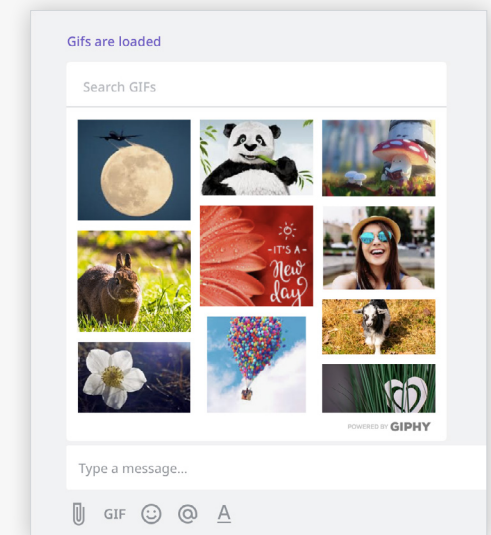 Gifs are loaded
Search GIFs
-IT'S A-
New
day
POWERED BY GIPHY
Type a message...
GIF
@
A